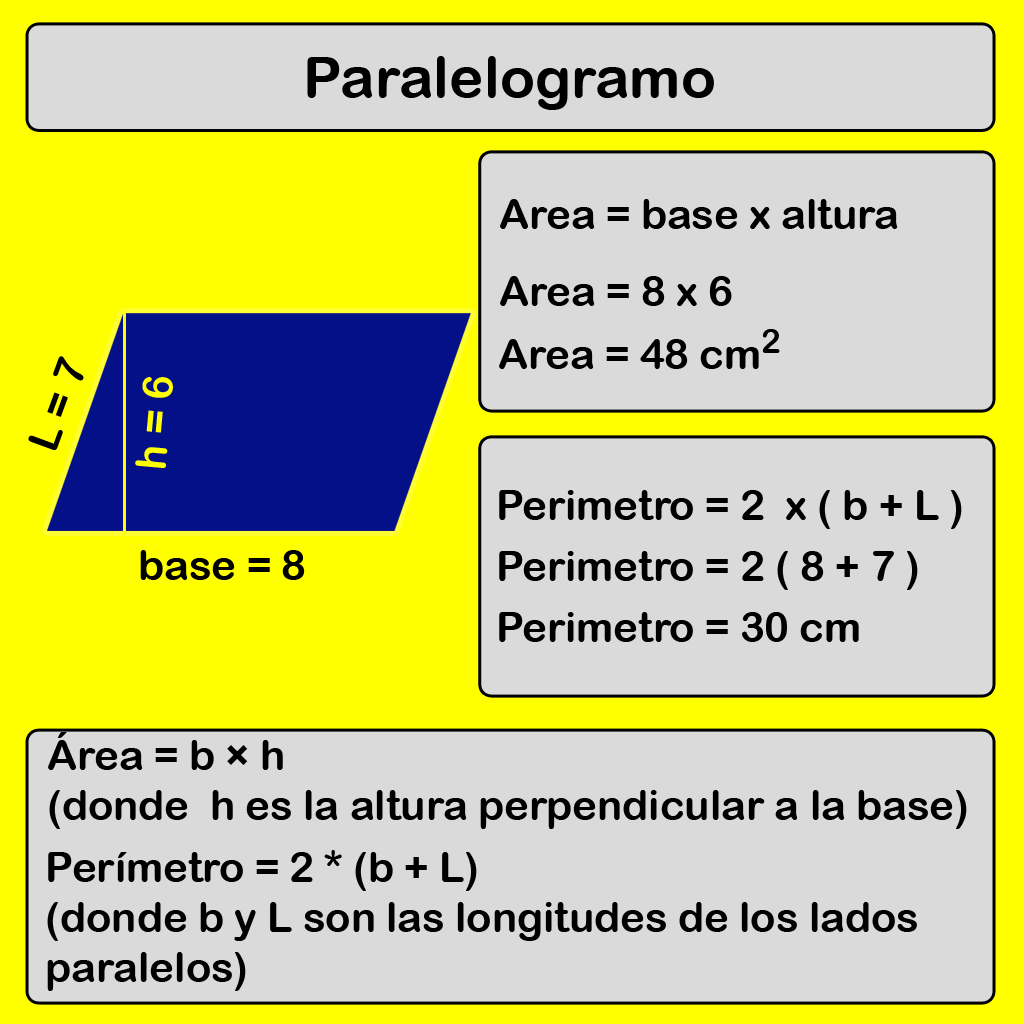 Paralelogramo
Area = base x altura
Area = 8 x 6
Area = 48 cm²
L = 7
h = 6
base = 8
Perimetro = 2  x ( b + L )
Perimetro = 2 ( 8 + 7 )
Perimetro = 30 cm
Área = b × h
(donde  h es la altura perpendicular a la base)
Perímetro = 2 * (b + L)
(donde b y L son las longitudes de los lados
paralelos)